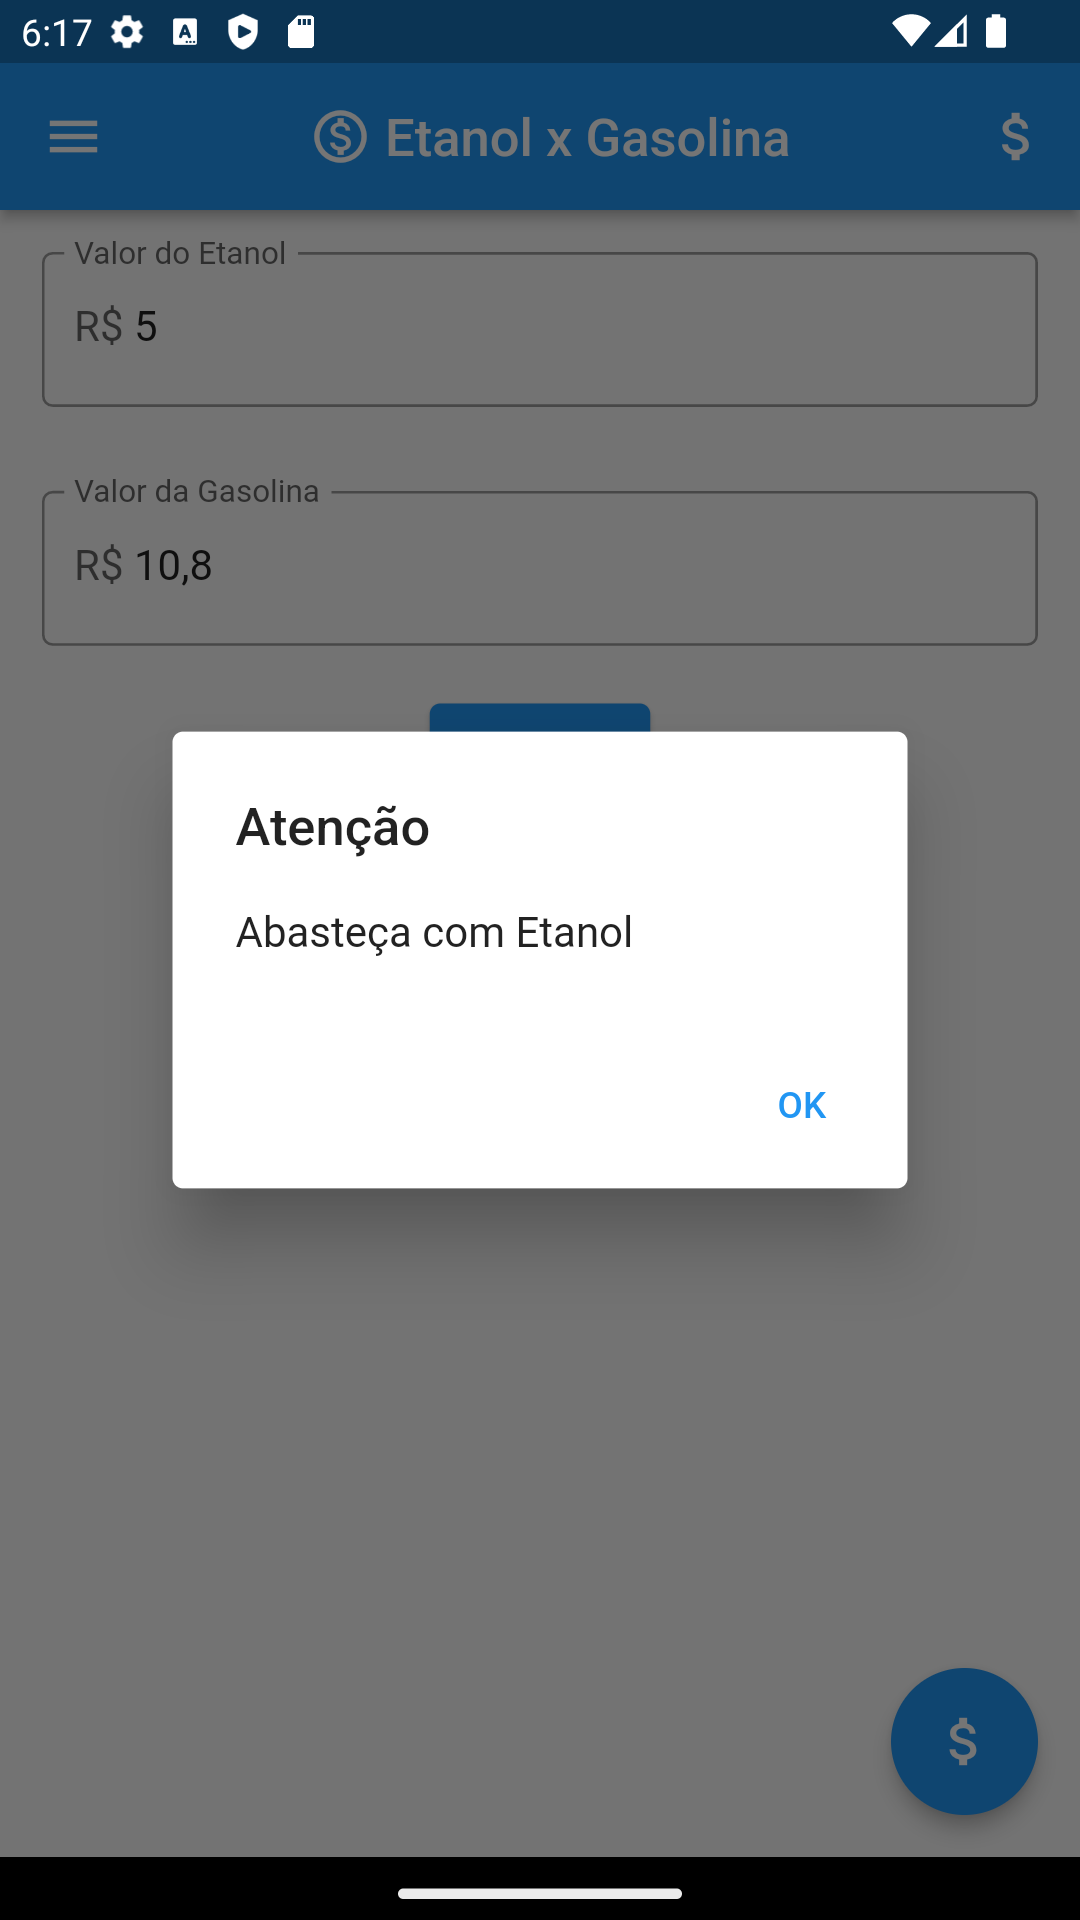 6:17
Etanol x Gasolina
Valor do Etanol
R$ 5
Valor da Gasolina
R$ 10,8
Atenção
Abasteça com Etanol
OK